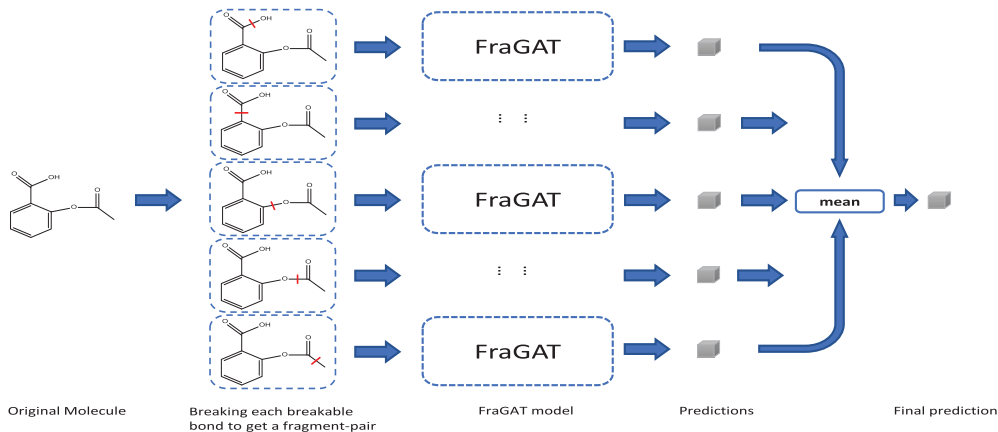 O
OH
O
O
FraGAT
O
OH
O
O
⋮ ⋮
O
OH
O
O
O
OH
O
O
FraGAT
mean
O
OH
O
O
⋮ ⋮
O
OH
O
O
FraGAT
Original Molecule
Breaking each breakable
bond to get a fragment-pair
FraGAT model
Predictions
Final prediction